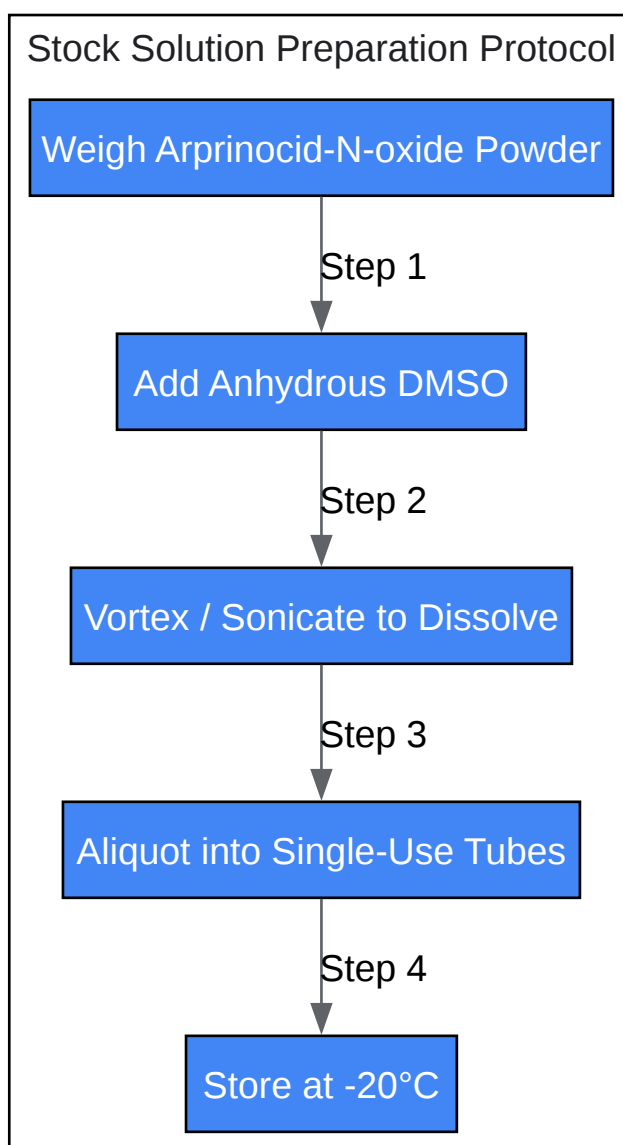 Stock Solution Preparation Protocol
Weigh Arprinocid-N-oxide Powder
Step 1
Add Anhydrous DMSO
Step 2
Vortex / Sonicate to Dissolve
Step 3
Aliquot into Single-Use Tubes
Step 4
Store at -20°C